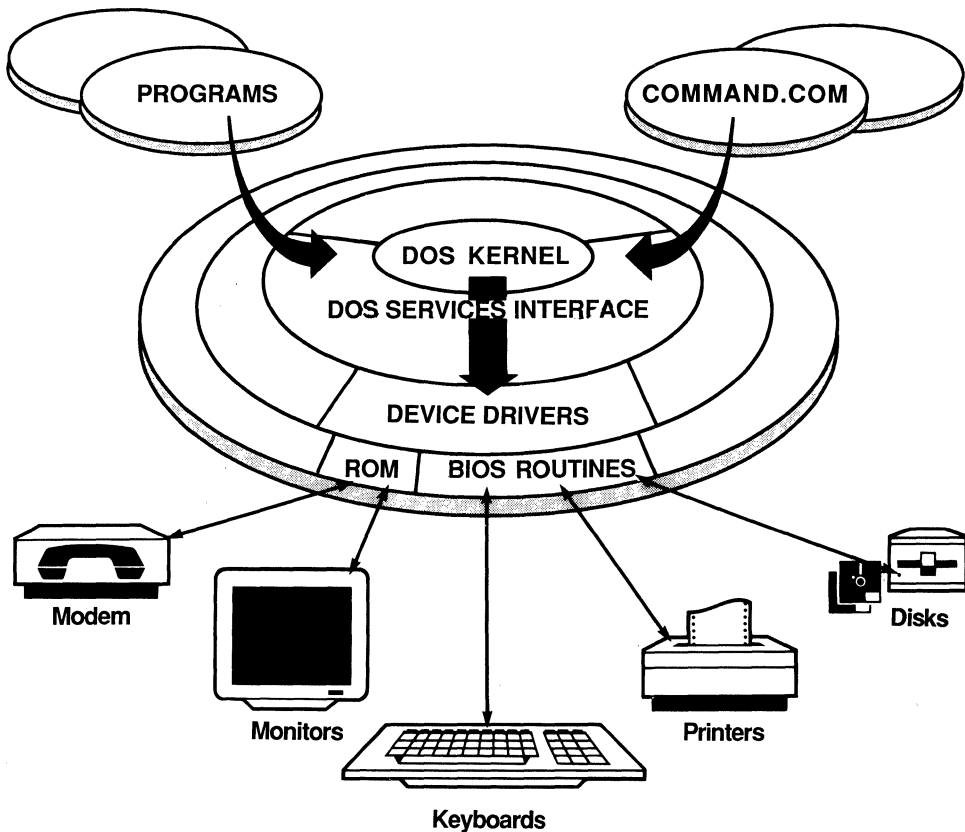 PROGRAMS
COMMAND.COM
DOS KERNEL
DOS SERVICES INTERFACE
DEVICE DRIVERS
ROM
BIOS ROUTINES
Modem
Disks
Monitors
Printers
Keyboards